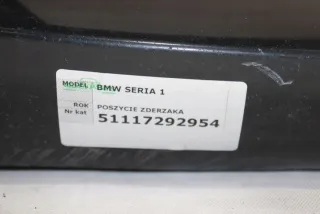 MODEL BMW SERIA 1
ROK POSZYCIE ZDERZAKA
Nr kat 51117292954